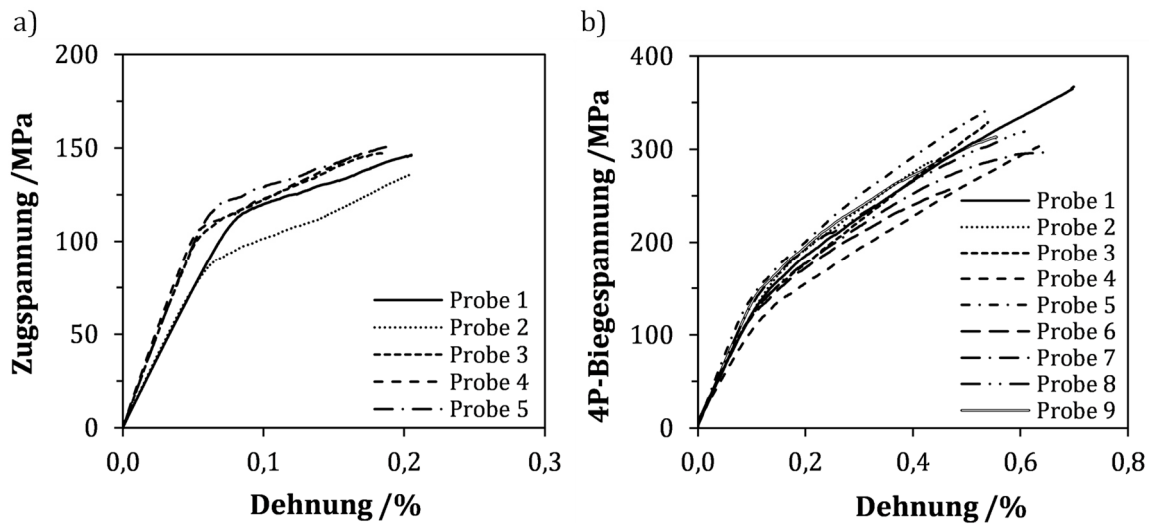 a)
Zugspannung /MPa
200
150
100
50
0
0,0
0,1
0,2
0,3
Dehnung /%
Probe 1
Probe 2
Probe 3
Probe 4
Probe 5
b)
4P-Biegespannung /MPa
400
300
200
100
0
0,0
0,2
0,4
0,6
0,8
Dehnung /%
Probe 1
Probe 2
Probe 3
Probe 4
Probe 5
Probe 6
Probe 7
Probe 8
Probe 9